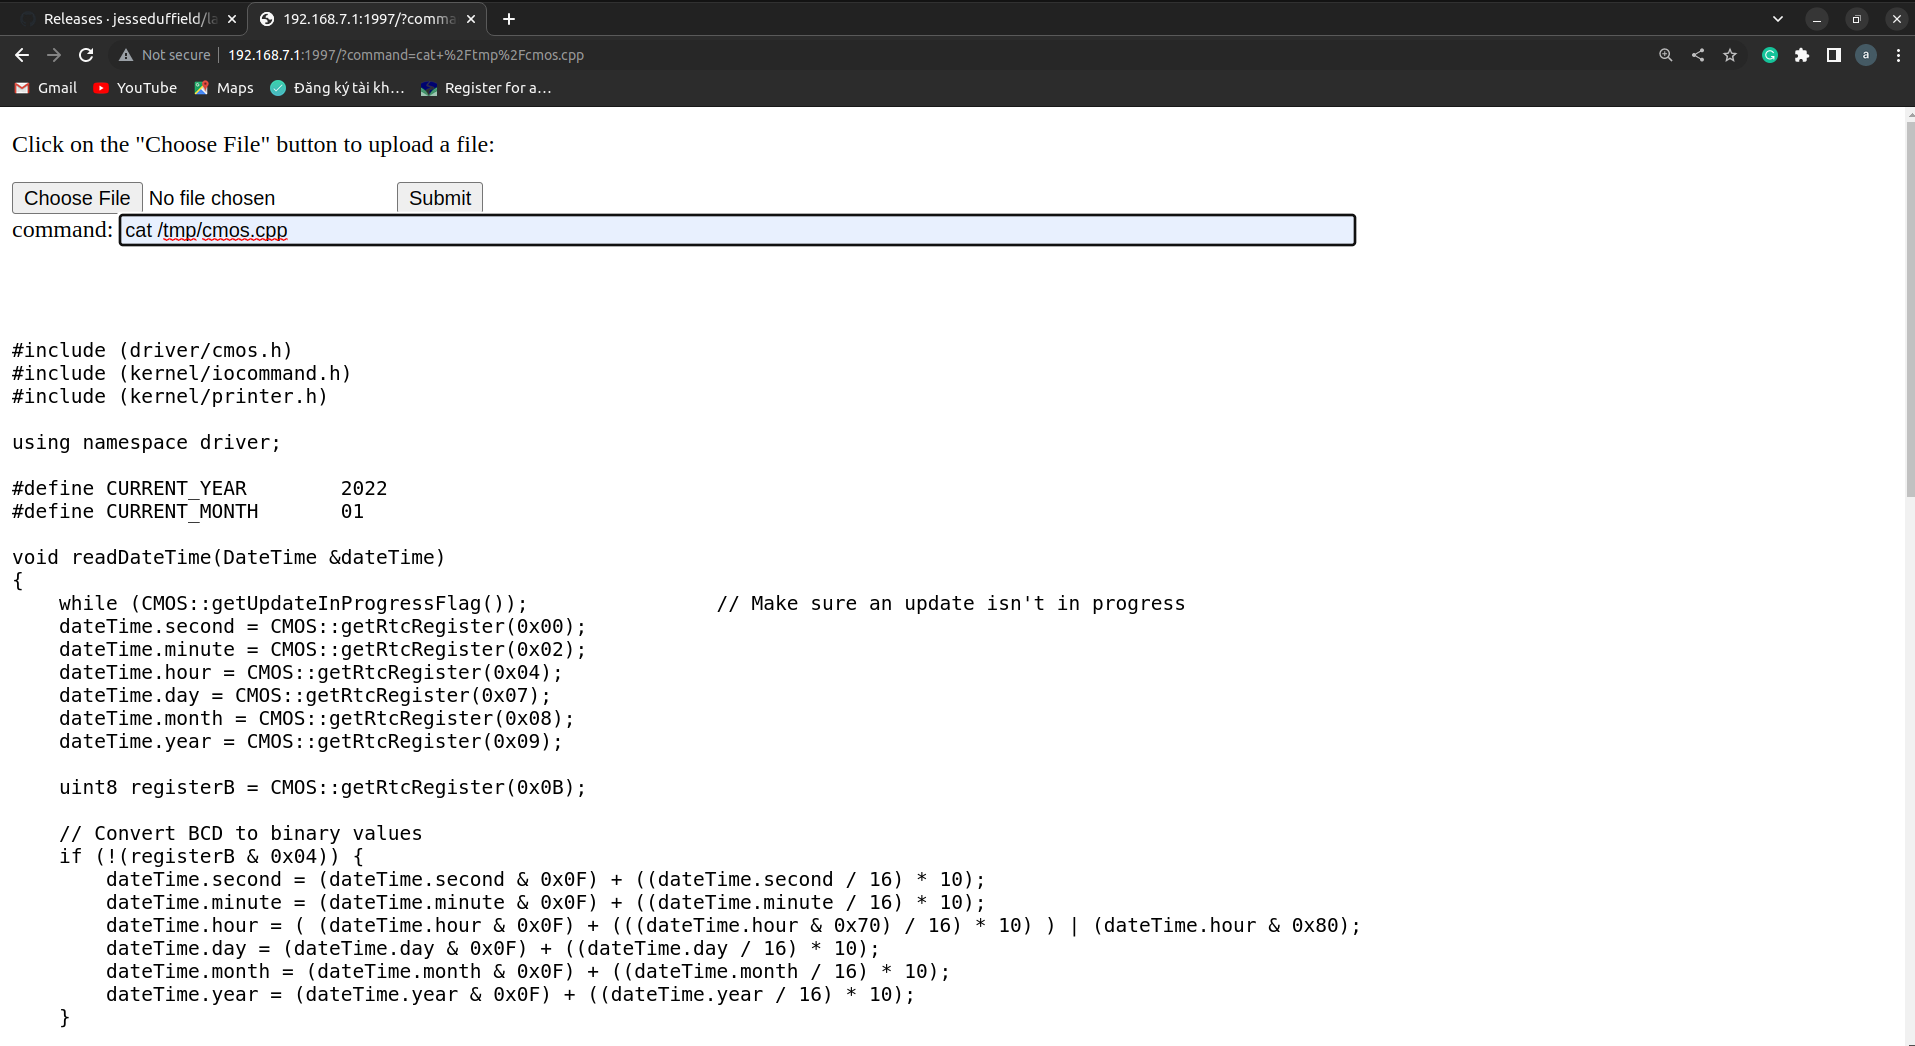 Releases · jesseduffield/la
192.168.7.1:1997/?comma
Not secure
192.168.7.1:1997/?command=cat+%2Ftmp%2Fcmos.cpp
a
Gmail
YouTube
Maps
Đăng ký tài kh...
Register for a...
Click on the "Choose File" button to upload a file:
Choose File No file chosen Submit
command: cat /tmp/cmos.cpp
#include (driver/cmos.h)
#include (kernel/iocommand.h)
#include (kernel/printer.h)
using namespace driver;
#define CURRENT_YEAR        2022
#define CURRENT_MONTH       01
void readDateTime(DateTime &dateTime)
{
    while (CMOS::getUpdateInProgressFlag());                // Make sure an update isn't in progress
    dateTime.second = CMOS::getRtcRegister(0x00);
    dateTime.minute = CMOS::getRtcRegister(0x02);
    dateTime.hour = CMOS::getRtcRegister(0x04);
    dateTime.day = CMOS::getRtcRegister(0x07);
    dateTime.month = CMOS::getRtcRegister(0x08);
    dateTime.year = CMOS::getRtcRegister(0x09);
    uint8 registerB = CMOS::getRtcRegister(0x0B);
    // Convert BCD to binary values
    if (!(registerB & 0x04)) {
        dateTime.second = (dateTime.second & 0x0F) + ((dateTime.second / 16) * 10);
        dateTime.minute = (dateTime.minute & 0x0F) + ((dateTime.minute / 16) * 10);
        dateTime.hour = ( (dateTime.hour & 0x0F) + (((dateTime.hour & 0x70) / 16) * 10) ) | (dateTime.hour & 0x80);
        dateTime.day = (dateTime.day & 0x0F) + ((dateTime.day / 16) * 10);
        dateTime.month = (dateTime.month & 0x0F) + ((dateTime.month / 16) * 10);
        dateTime.year = (dateTime.year & 0x0F) + ((dateTime.year / 16) * 10);
    }